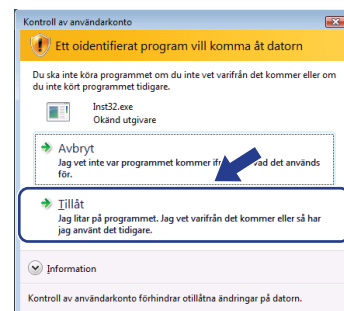 Kontroll av användarkonto
Ett oidentifierat program vill komma åt datorn
Du ska inte köra programmet om du inte vet varifrån det kommer eller om
du inte kört programmet tidigare.
Inst32.exe
Okänd utgivare
Avbryt
Jag vet inte var programmet kommer vad det används
för.
Tillåt
Jag litar på programmet. Jag vet varifrån det kommer eller så har
jag använt det tidigare.
Information
Kontroll av användarkonto förhindrar otillåtna ändringar på datorn.